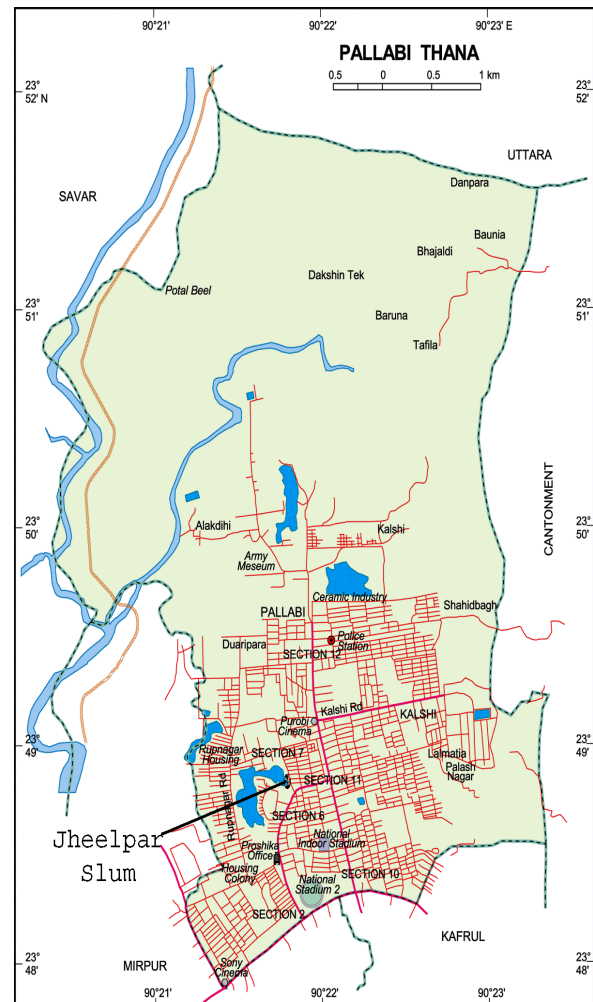 90°21'
90°22'
90°23' E
PALLABI THANA
0.5 0 0.5 1 km
23°
52' N
23°
52'
UTTARA
SAVAR
Danpara
Baunia
Bhajaldi
Dakshin Tek
Potal Beel
23°
51'
23°
51'
Baruna
Tafila
CANTONMENT
23°
50'
23°
50'
Alakdihi
Kalshi
Army
Meseum
Ceramic Industry
PALLABI
Shahidbagh
Duaripara
Police
Station
SECTION 12
Kalshi Rd
KALSHI
Purobi
Cinema
23°
49'
23°
49'
Rupnagar
Housing
SECTION 7
Lalmatia
Palash
Nagar
SECTION 11
Rupnagar Rd
SECTION 6
Jheelpar
Slum
National
Indoor Stadium
Proshika
Office
Housing
Colony
SECTION 10
National
Stadium 2
SECTION 2
KAFRUL
23°
48'
23°
48'
MIRPUR
Sony
Cinema
90°21'
90°22'
90°23'